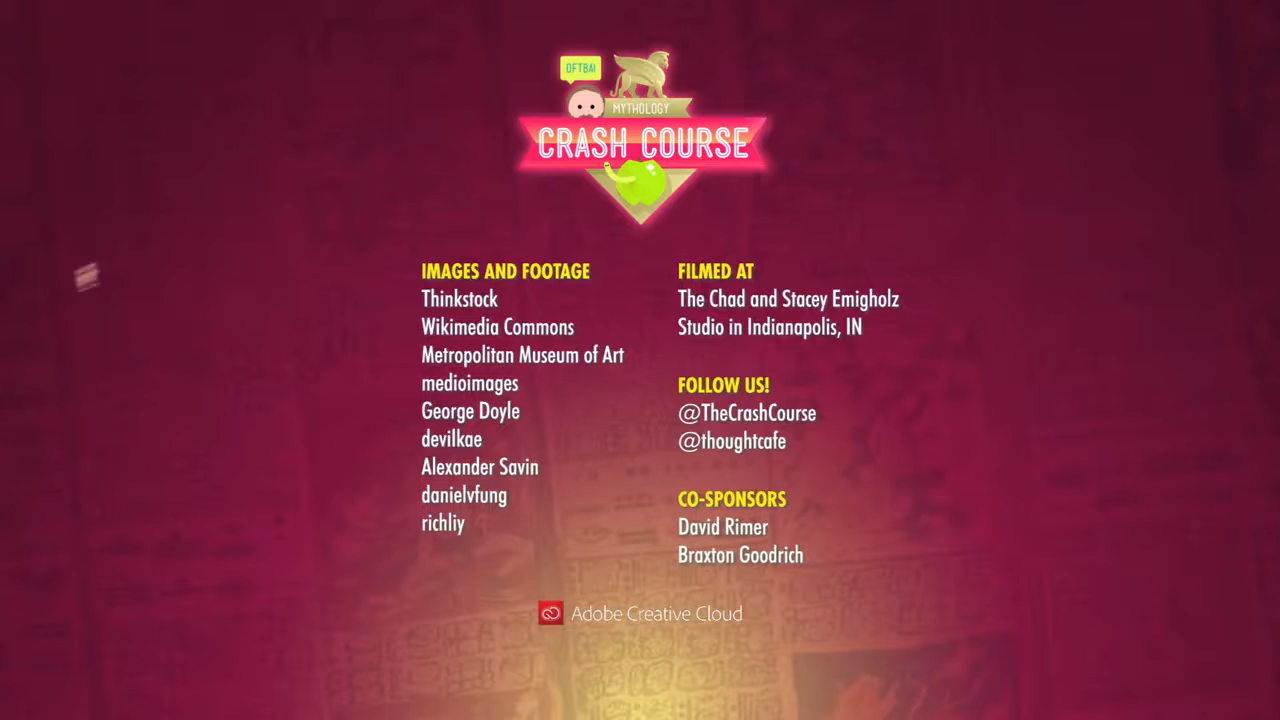 DFTBA!
MYTHOLOGY
CRASH COURSE
IMAGES AND FOOTAGE
Thinkstock
Wikimedia Commons
Metropolitan Museum of Art
medioimages
George Doyle
devilkae
Alexander Savin
danielvfung
richliy
FILMED AT
The Chad and Stacey Emigholz
Studio in Indianapolis, IN
FOLLOW US!
@TheCrashCourse
@thoughtcafe
CO-SPONSORS
David Rimer
Braxton Goodrich
Adobe Creative Cloud